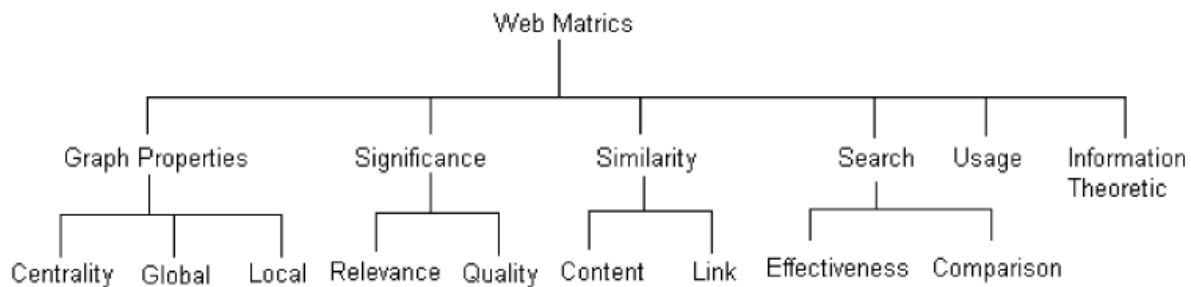 Web Matrics
Graph Properties
Significance
Similarity
Search
Usage
Information
Theoretic
Centrality
Global
Local
Relevance
Quality
Content
Link
Effectiveness
Comparison